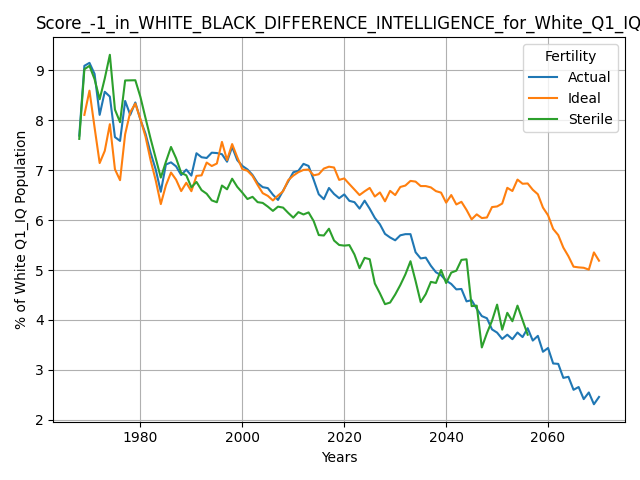 Score_-1_in_WHITE_BLACK_DIFFERENCE_INTELLIGENCE_for_White_Q1_IQ
Fertility
Actual
Ideal
Sterile
% of White Q1_IQ Population
9
8
7
6
5
4
3
2
1980
2000
2020
2040
2060
Years